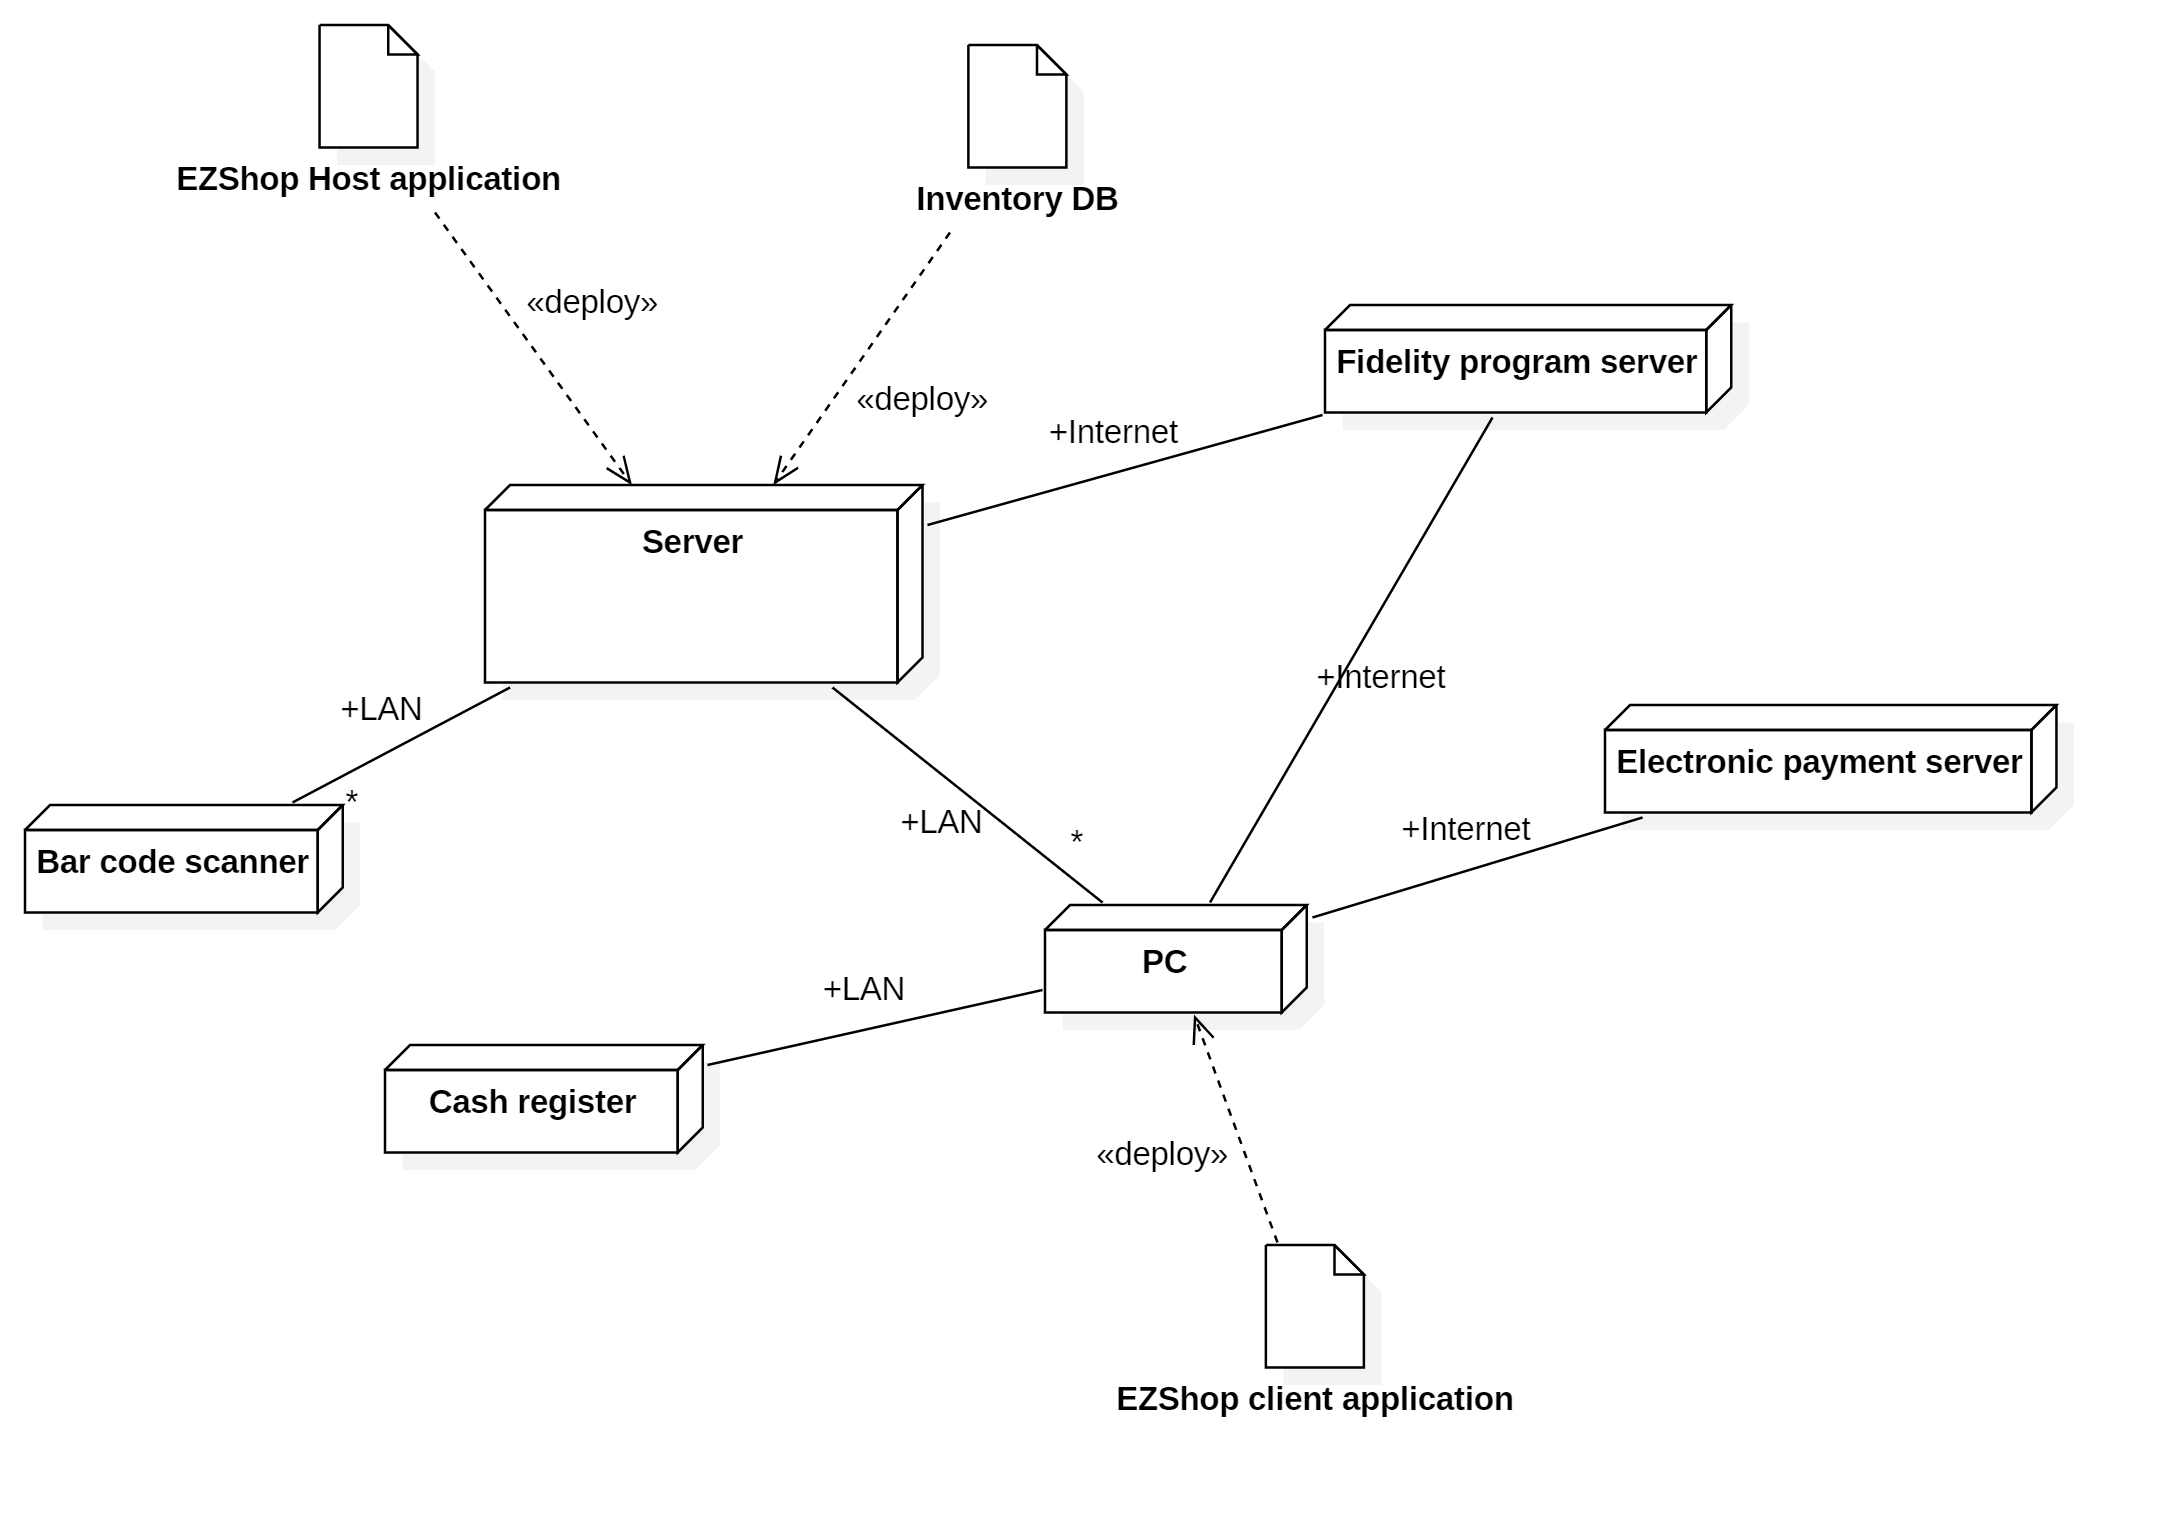 EZShop Host application
Inventory DB
«deploy»
«deploy»
+Internet
Fidelity program server
Server
+LAN
+Internet
*
Bar code scanner
+LAN
*
Electronic payment server
+Internet
PC
+LAN
Cash register
«deploy»
EZShop client application